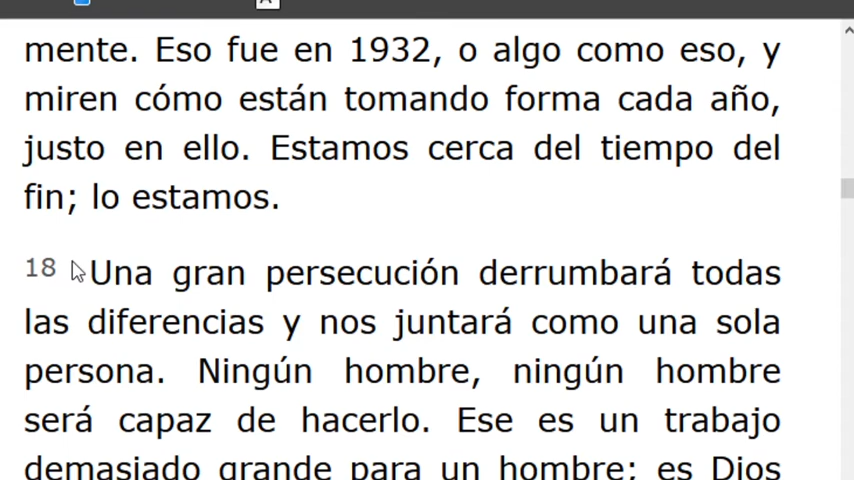 mente. Eso fue en 1932, o algo como eso, y
miren cómo están tomando forma cada año,
justo en ello. Estamos cerca del tiempo del
fin; lo estamos.
18 Una gran persecución derrumbará todas
las diferencias y nos juntará como una sola
persona. Ningún hombre, ningún hombre
será capaz de hacerlo. Ese es un trabajo
demasiado grande para un hombre; es Dios